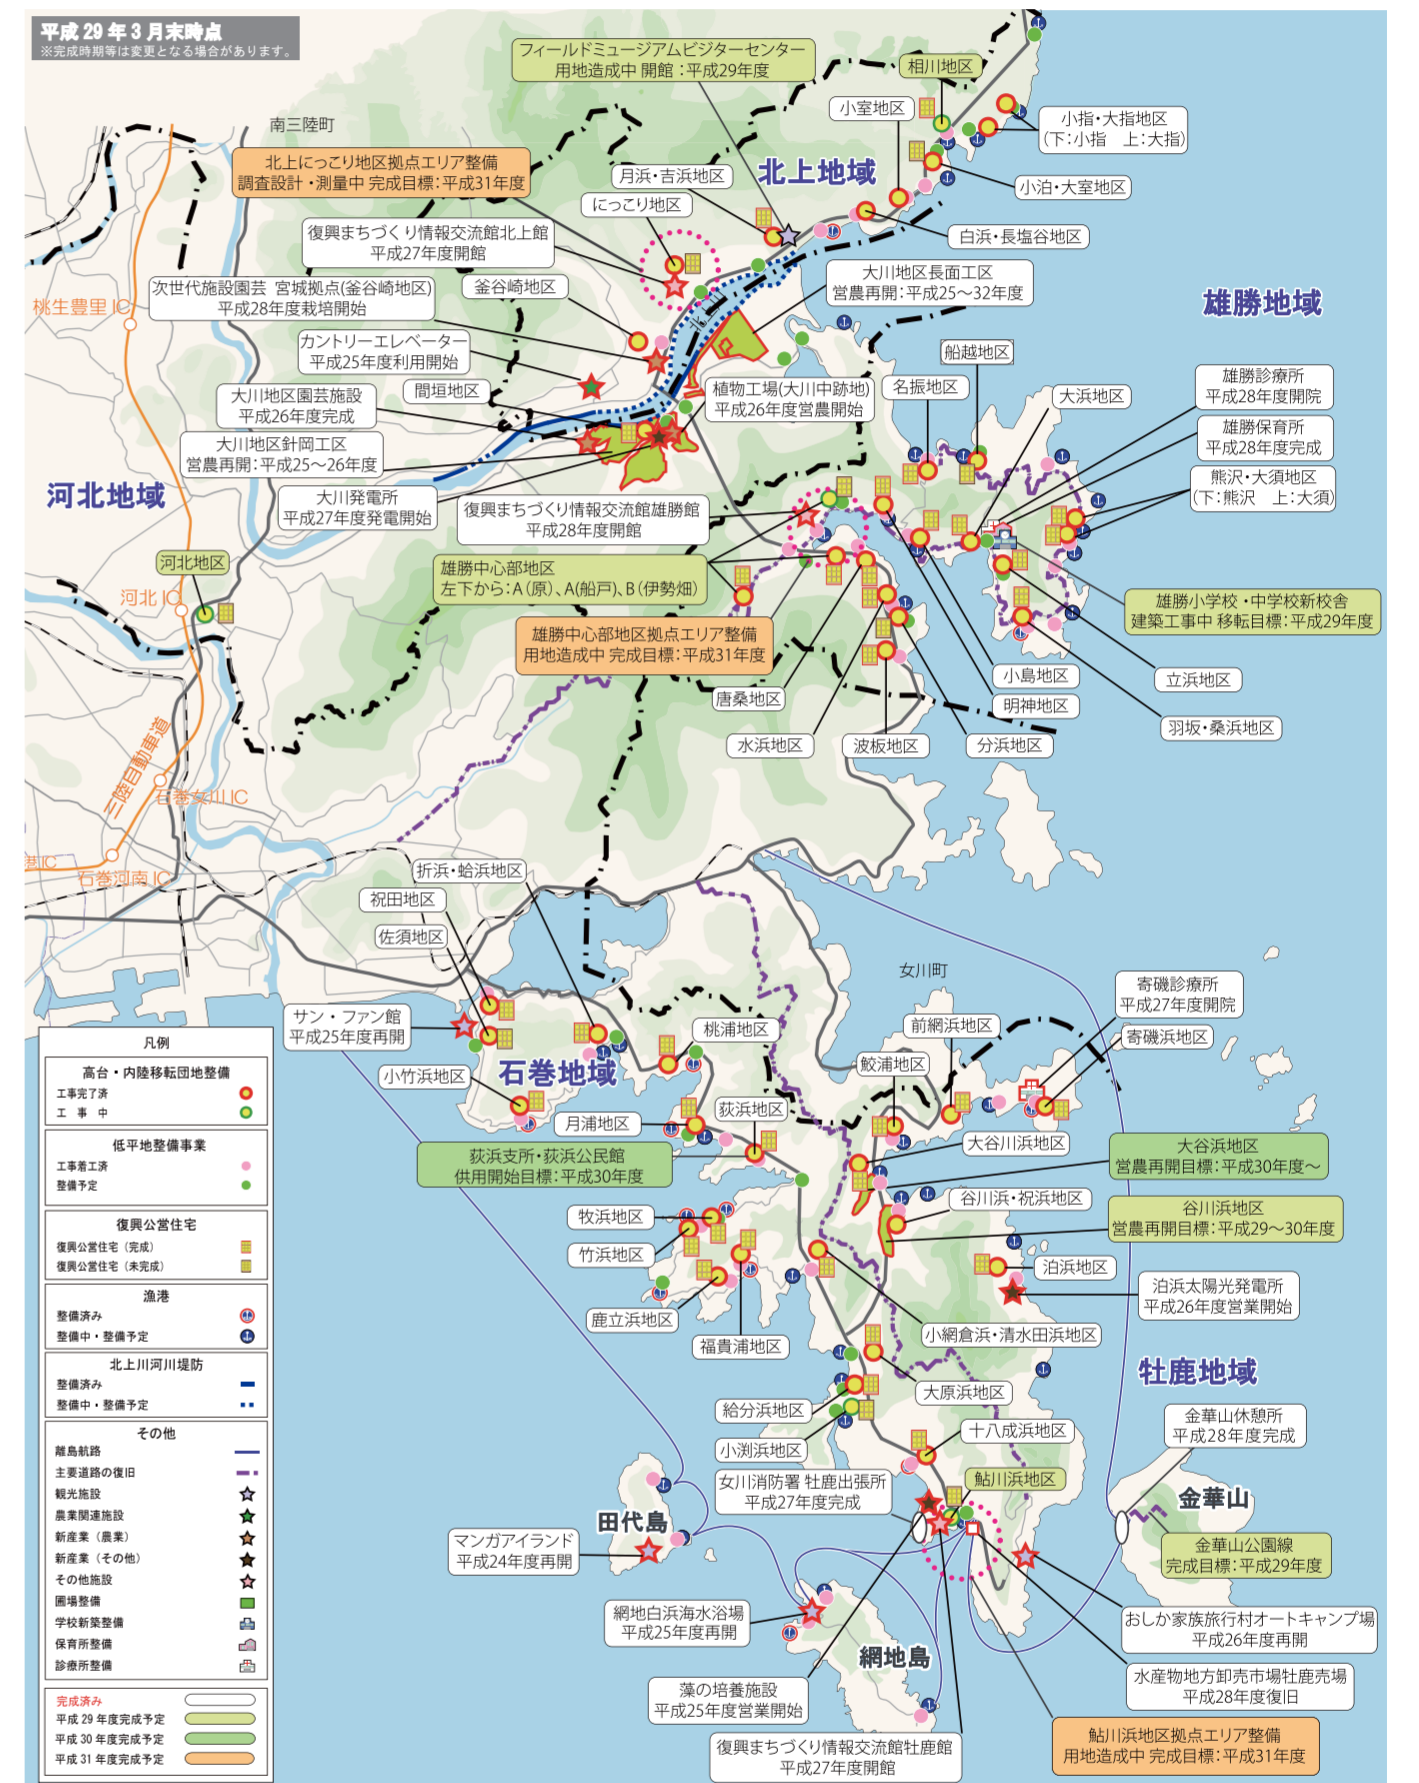 平成 29 年 3 月末時点
※完成時期等は変更となる場合があります。
フィールドミュージアムビジターセンター
用地造成中 開館：平成29年度
相川地区
小室地区
小指・大指地区
(下：小指　上：大指)
南三陸町
北上にっこり地区拠点エリア整備
調査設計・測量中 完成目標：平成31年度
月浜・吉浜地区
北上地域
小泊・大室地区
にっこり地区
復興まちづくり情報交流館北上館
平成27年度開館
白浜・長塩谷地区
次世代施設園芸 宮城拠点(釜谷崎地区)
平成28年度栽培開始
釜谷崎地区
大川地区長面工区
営農再開：平成25～32年度
雄勝地域
桃生豊里 IC
カントリーエレベーター
平成25年度利用開始
船越地区
間垣地区
植物工場(大川中跡地)
平成26年度営農開始
名振地区
大浜地区
雄勝診療所
平成28年度開院
大川地区園芸施設
平成26年度完成
雄勝保育所
平成28年度完成
大川地区針岡工区
営農再開：平成25～26年度
熊沢・大須地区
(下：熊沢　上：大須)
河北地域
大川発電所
平成27年度発電開始
復興まちづくり情報交流館雄勝館
平成28年度開館
河北地区
雄勝中心部地区
左下から：A（原）、A(船戸)、B（伊勢畑）
河北 IC
雄勝小学校・中学校新校舎
建築工事中 移転目標：平成29年度
雄勝中心部地区拠点エリア整備
用地造成中 完成目標：平成31年度
小島地区
立浜地区
唐桑地区
明神地区
羽坂・桑浜地区
水浜地区
波板地区
分浜地区
三陸自動車道
石巻女川 IC
石巻河南 IC
折浜・蛤浜地区
祝田地区
佐須地区
女川町
寄磯診療所
平成27年度開院
サン・ファン館
平成25年度再開
桃浦地区
前網浜地区
寄磯浜地区
鮫浦地区
石巻地域
小竹浜地区
月浦地区
荻浜地区
大谷川浜地区
荻浜支所・荻浜公民館
供用開始目標：平成30年度
大谷浜地区
営農再開目標：平成30年度～
谷川浜・祝浜地区
谷川浜地区
営農再開目標：平成29～30年度
牧浜地区
竹浜地区
泊浜地区
泊浜太陽光発電所
平成26年度営業開始
鹿立浜地区
福貴浦地区
小網倉浜・清水田浜地区
牡鹿地域
大原浜地区
給分浜地区
金華山休憩所
平成28年度完成
小渕浜地区
十八成浜地区
女川消防署 牡鹿出張所
平成27年度完成
鮎川浜地区
金華山
田代島
マンガアイランド
平成24年度再開
金華山公園線
完成目標：平成29年度
網地白浜海水浴場
平成25年度再開
おしか家族旅行村オートキャンプ場
平成26年度再開
網地島
藻の培養施設
平成25年度営業開始
水産物地方卸売市場牡鹿売場
平成28年度復旧
復興まちづくり情報交流館牡鹿館
平成27年度開館
鮎川浜地区拠点エリア整備
用地造成中 完成目標：平成31年度
凡例
高台・内陸移転団地整備
工事完了済
工　事　中
低平地整備事業
工事着工済
整備予定
復興公営住宅
復興公営住宅（完成）
復興公営住宅（未完成）
漁港
整備済み
整備中・整備予定
北上川河川堤防
整備済み
整備中・整備予定
その他
離島航路
主要道路の復旧
観光施設
農業関連施設
新産業（農業）
新産業（その他）
その他施設
圃場整備
学校新築整備
保育所整備
診療所整備
完成済み
平成 29 年度完成予定
平成 30 年度完成予定
平成 31 年度完成予定